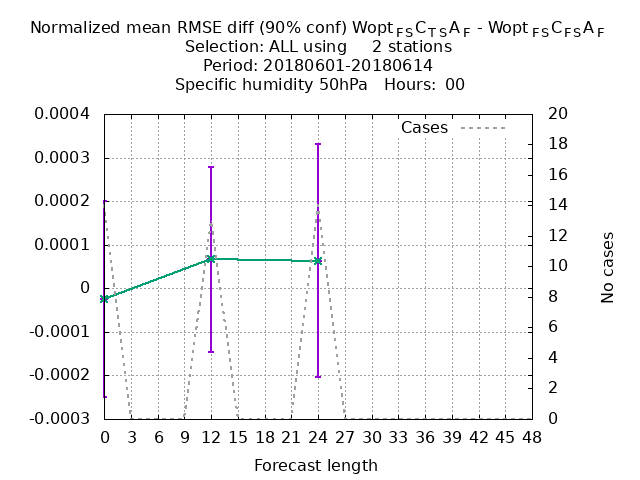 Normalized mean RMSE diff (90% conf) Wopt FS C TS A F - Wopt FS C FS A F
Selection: ALL using 2 stations
Period: 20180601-20180614
Specific humidity 50hPa Hours: 00
Cases
0.0004
0.0003
0.0002
0.0001
0
-0.0001
-0.0002
-0.0003
20
18
16
14
12
10
8
6
4
2
0
No cases
0 3 6 9 12 15 18 21 24 27 30 33 36 39 42 45 48
Forecast length